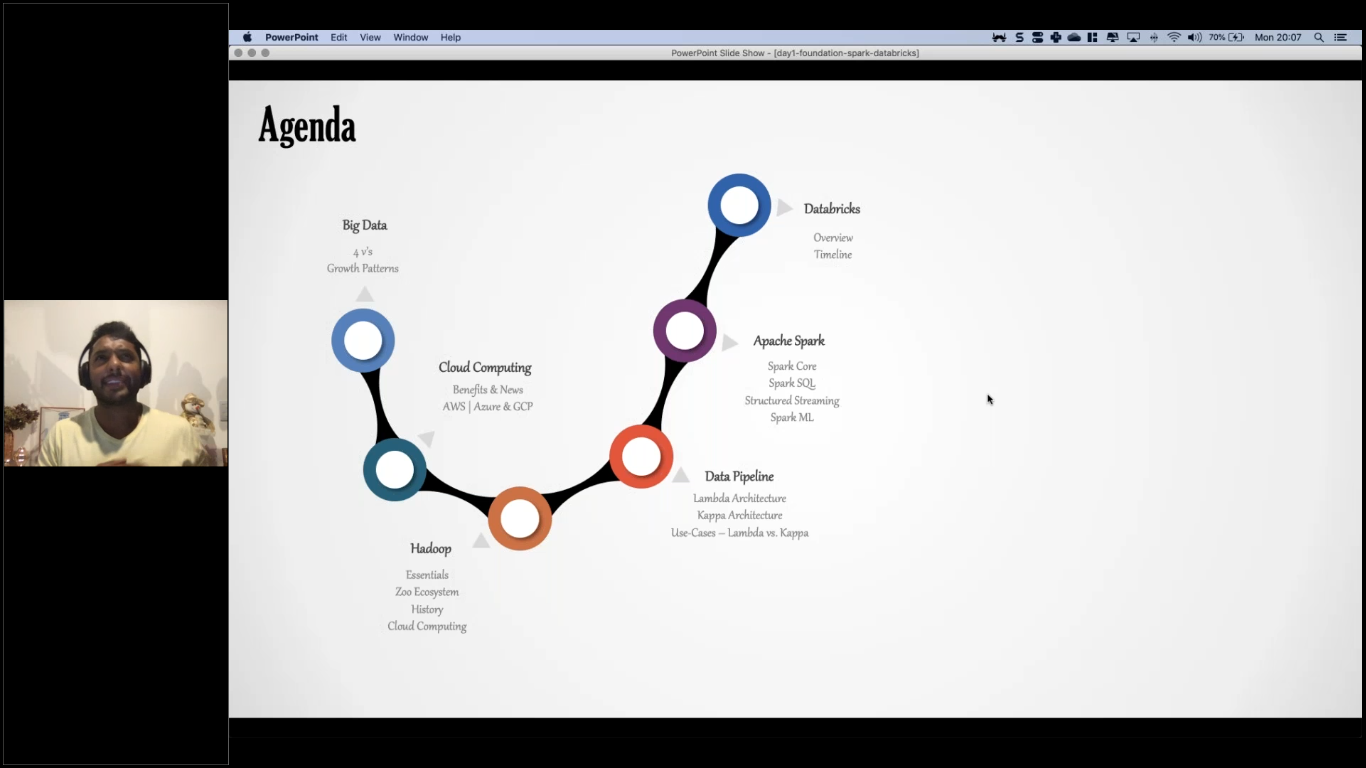 PowerPoint Edit View Window Help
S 70% Mon 20:07
PowerPoint Slide Show - [day1-foundation-spark-databricks]
Agenda
Big Data
4 v's
Growth Patterns
Cloud Computing
Benefits & News
AWS | Azure & GCP
Hadoop
Essentials
Zoo Ecosystem
History
Cloud Computing
Data Pipeline
Lambda Architecture
Kappa Architecture
Use-Cases – Lambda vs. Kappa
Apache Spark
Spark Core
Spark SQL
Structured Streaming
Spark ML
Databricks
Overview
Timeline